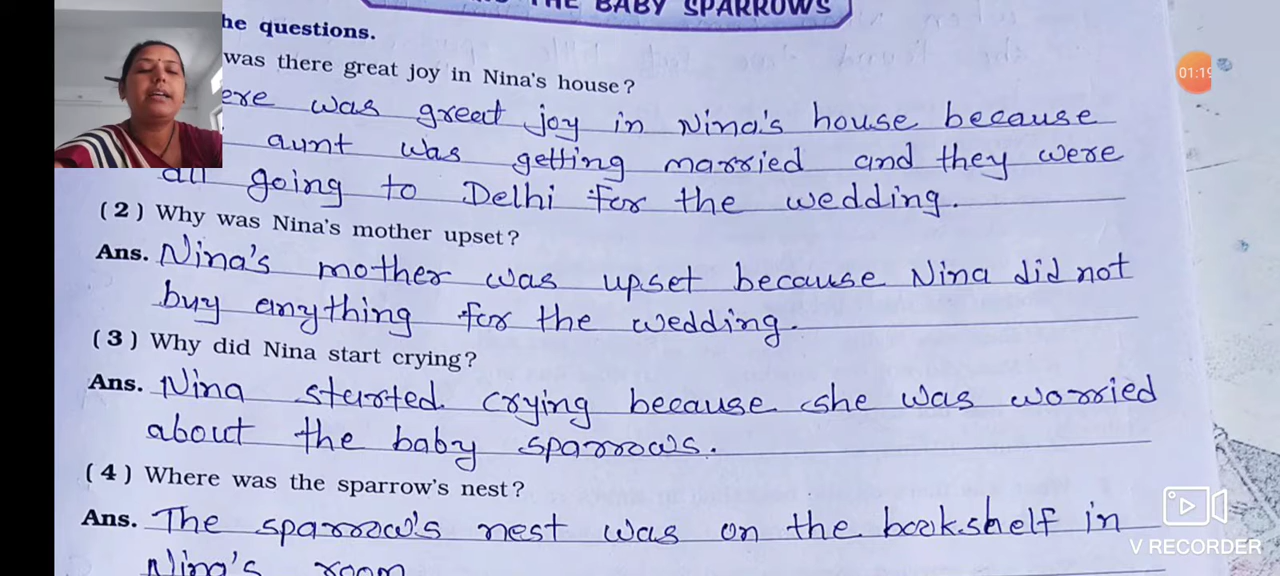 THE BABY SPARROWS
he questions.
was there great joy in Nina's house?
ere was great joy in Nina's house because
aunt was getting married and they were
all going to Delhi for the wedding.
(2) Why was Nina's mother upset?
Ans. Nina's mother was upset because Nina did not
buy anything for the wedding.
(3) Why did Nina start crying?
Ans. Nina started crying because she was worried
about the baby sparrows.
(4) Where was the sparrow's nest?
Ans. The sparrow's nest was on the bookshelf in
Nina's room
01:19
V RECORDER